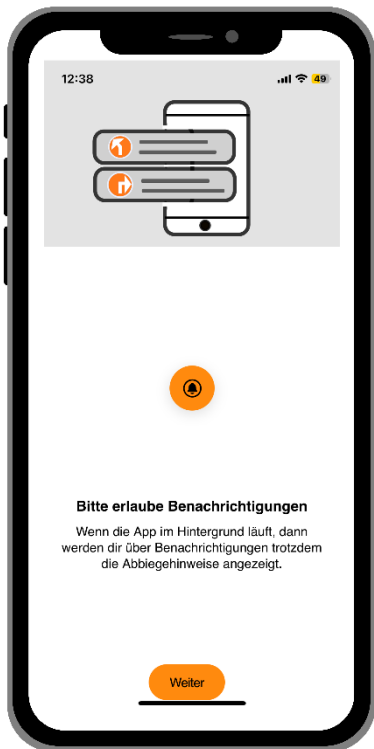 12:38
49
Bitte erlaube Benachrichtigungen
Wenn die App im Hintergrund läuft, dann
werden dir über Benachrichtigungen trotzdem
die Abbiegehinweise angezeigt.
Weiter